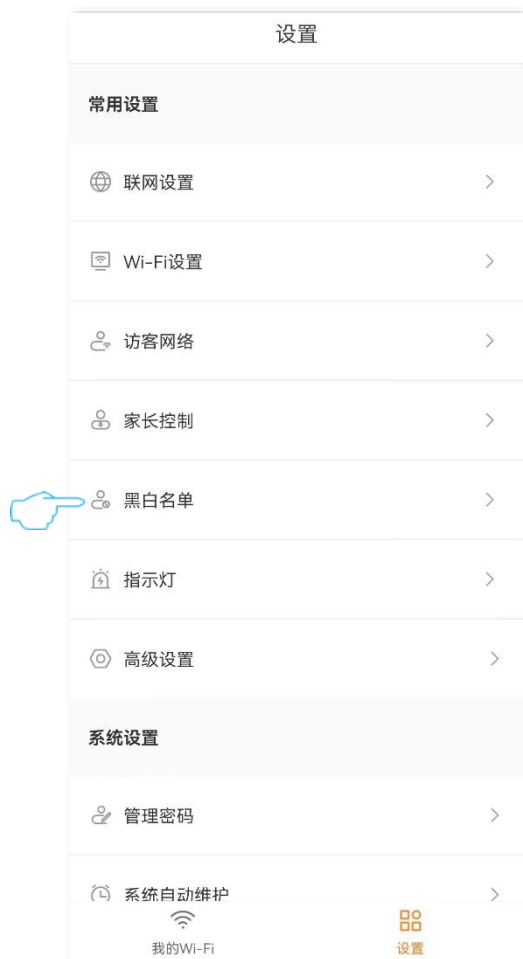 设置
常用设置
联网设置
Wi-Fi设置
访客网络
家长控制
黑白名单
指示灯
高级设置
系统设置
管理密码
系统自动维护
我的Wi-Fi
设置